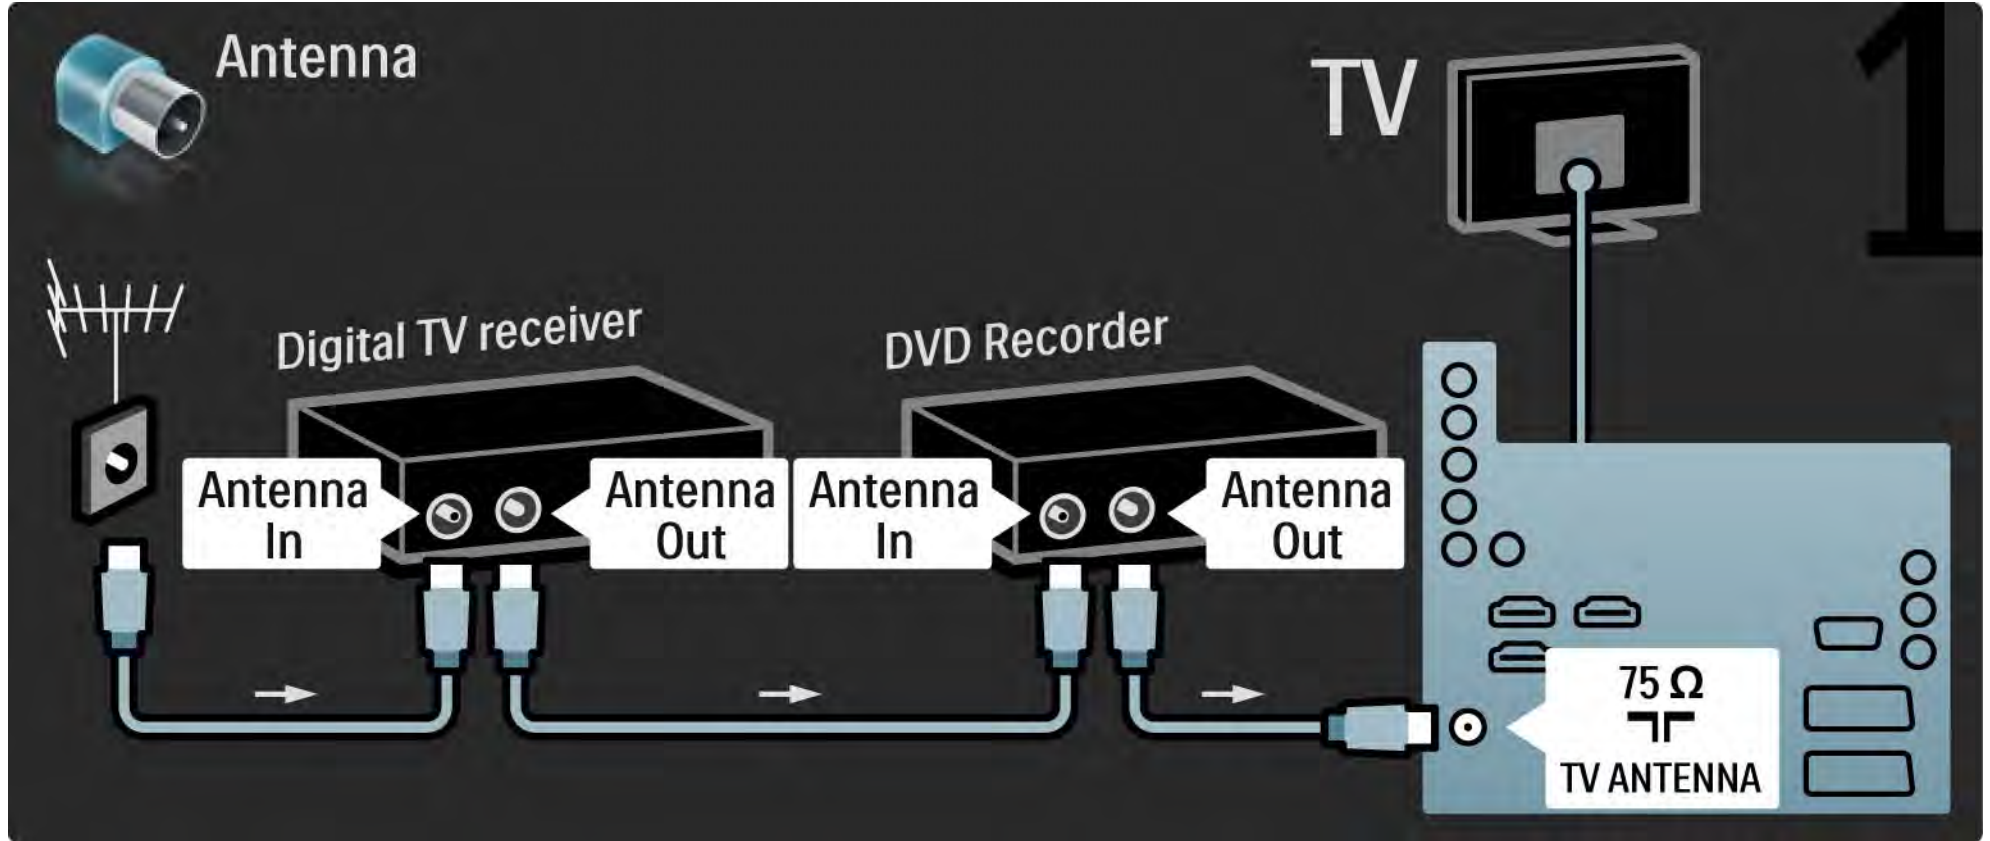 Antenna
TV
1
Digital TV receiver
DVD Recorder
Antenna
In
Antenna
Out
Antenna
In
Antenna
Out
75 Ω
TV ANTENNA